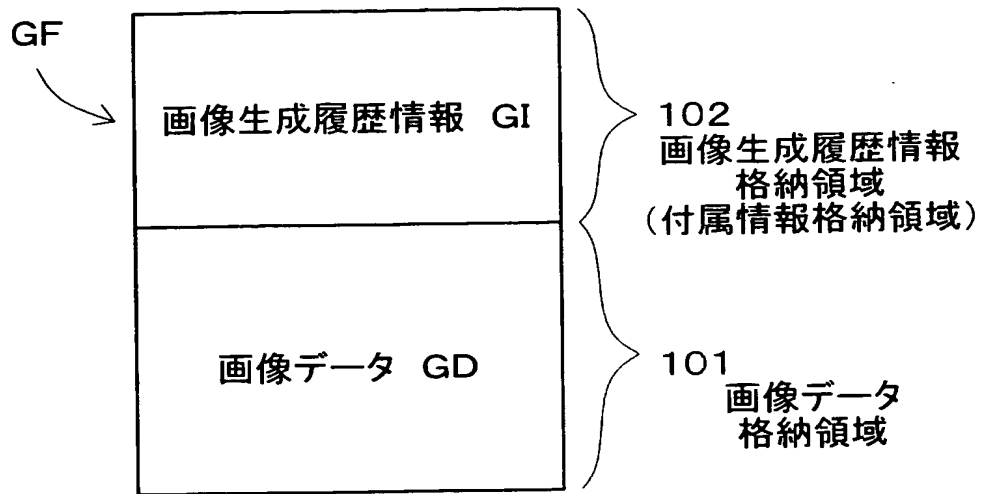 GF
画像生成履歴情報 GI
102
画像生成履歴情報
格納領域
(付属情報格納領域)
画像データ GD
101
画像データ
格納領域